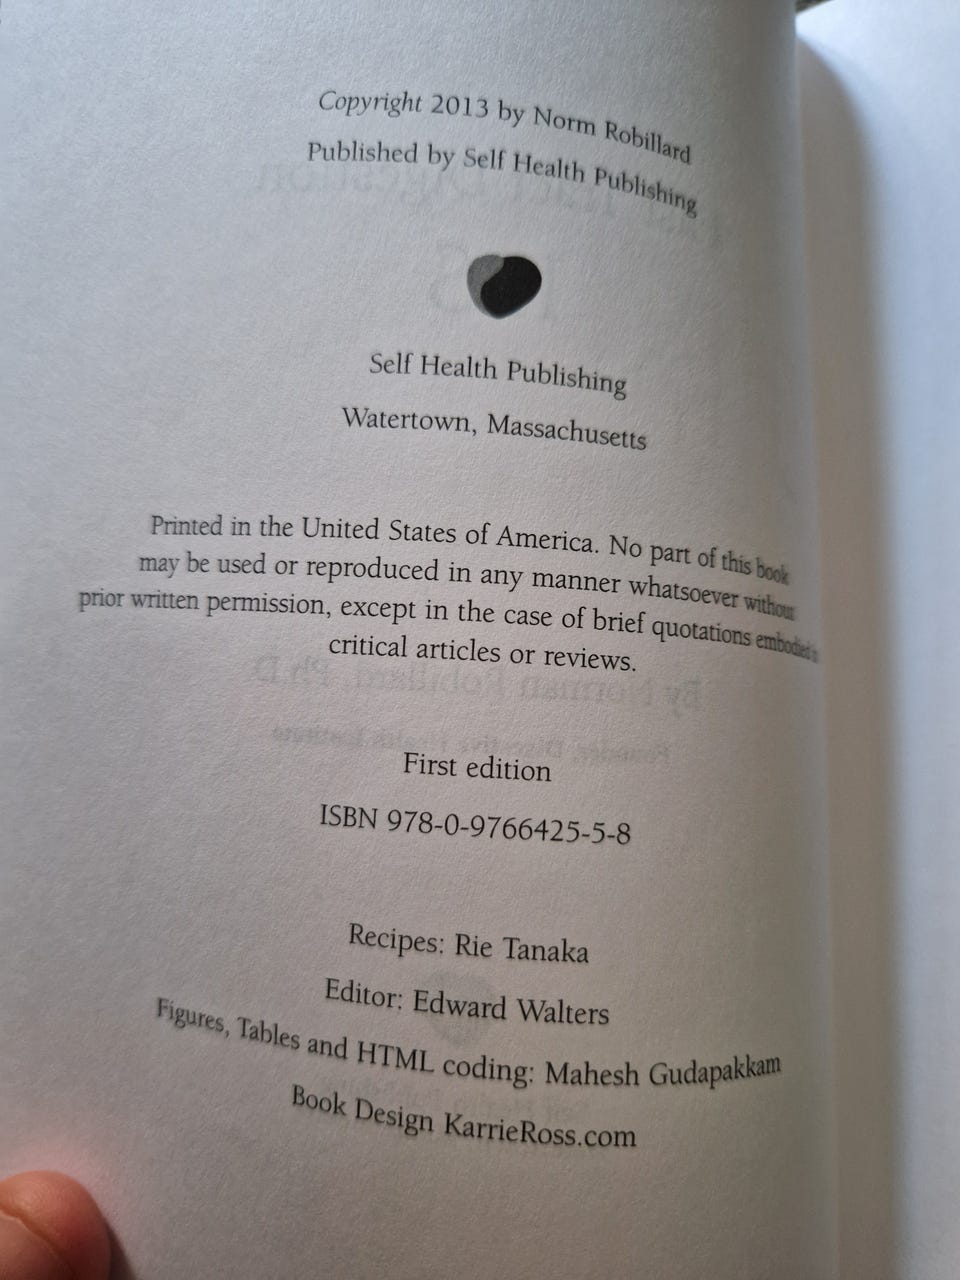 Copyright 2013 by Norm Robillard
Published by Self Health Publishing
Self Health Publishing
Watertown, Massachusetts
Printed in the United States of America. No part of this book
may be used or reproduced in any manner whatsoever without
prior written permission, except in the case of brief quotations embodied in
critical articles or reviews.
First edition
ISBN 978-0-9766425-5-8
Recipes: Rie Tanaka
Editor: Edward Walters
Figures, Tables and HTML coding: Mahesh Gudapakkam
Book Design KarrieRoss.com